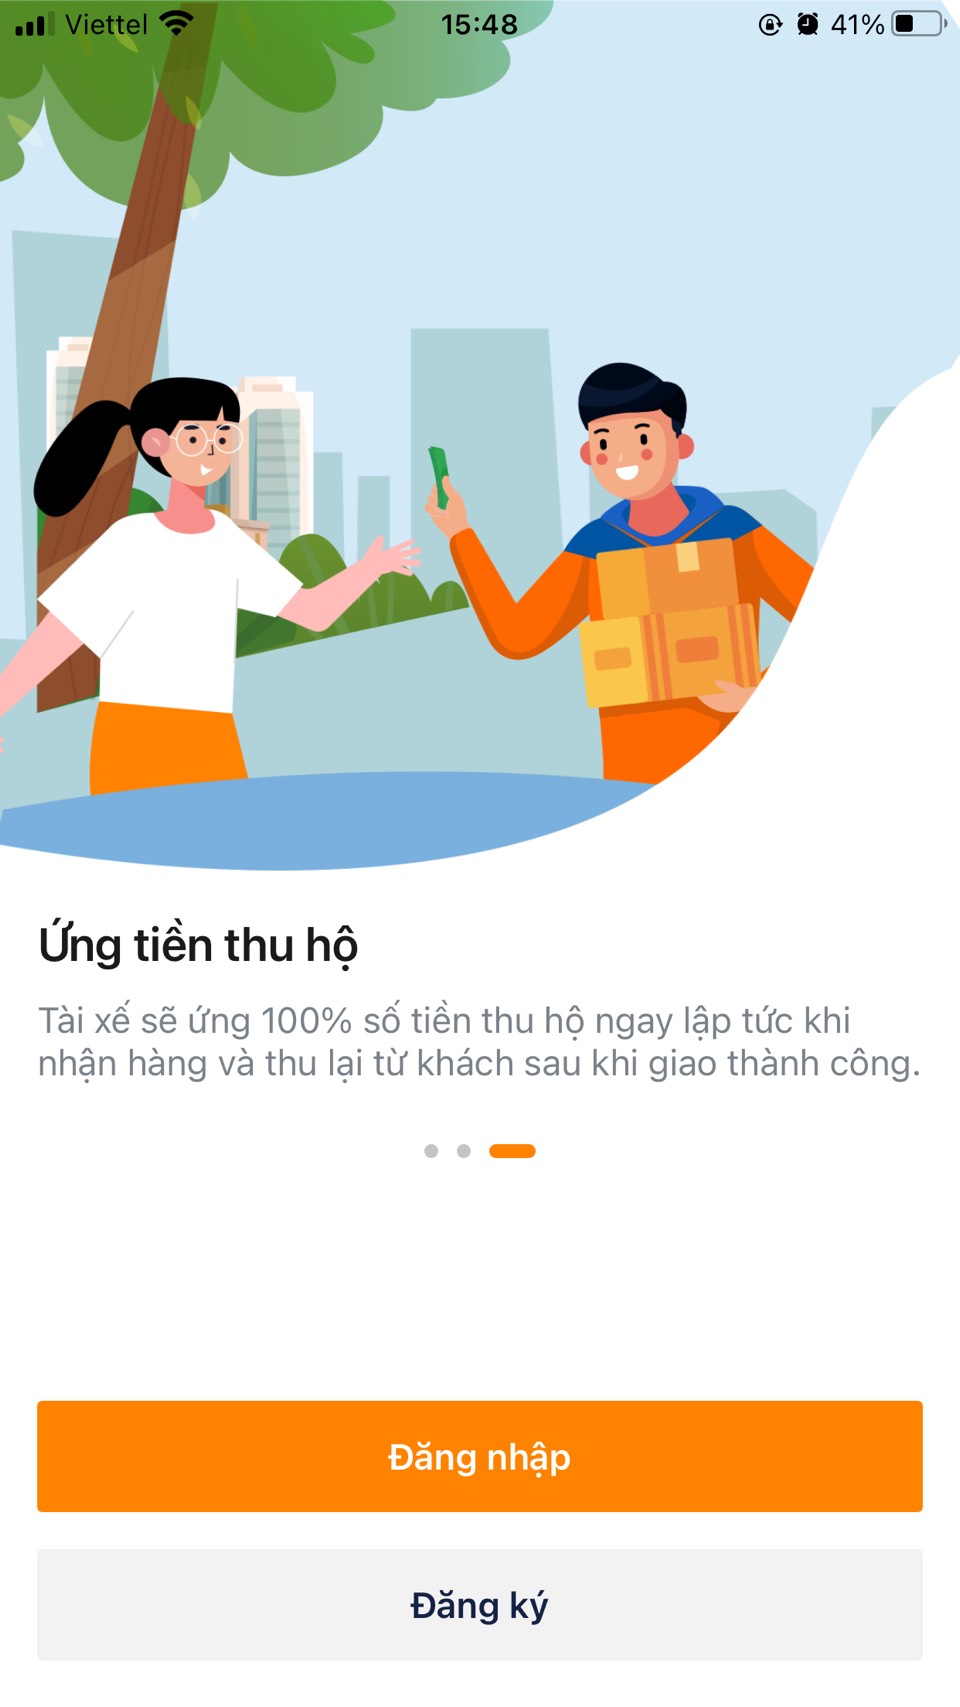 Viettel 15:48 41%
Ứng tiền thu hộ
Tài xế sẽ ứng 100% số tiền thu hộ ngay lập tức khi
nhận hàng và thu lại từ khách sau khi giao thành công.
Đăng nhập
Đăng ký